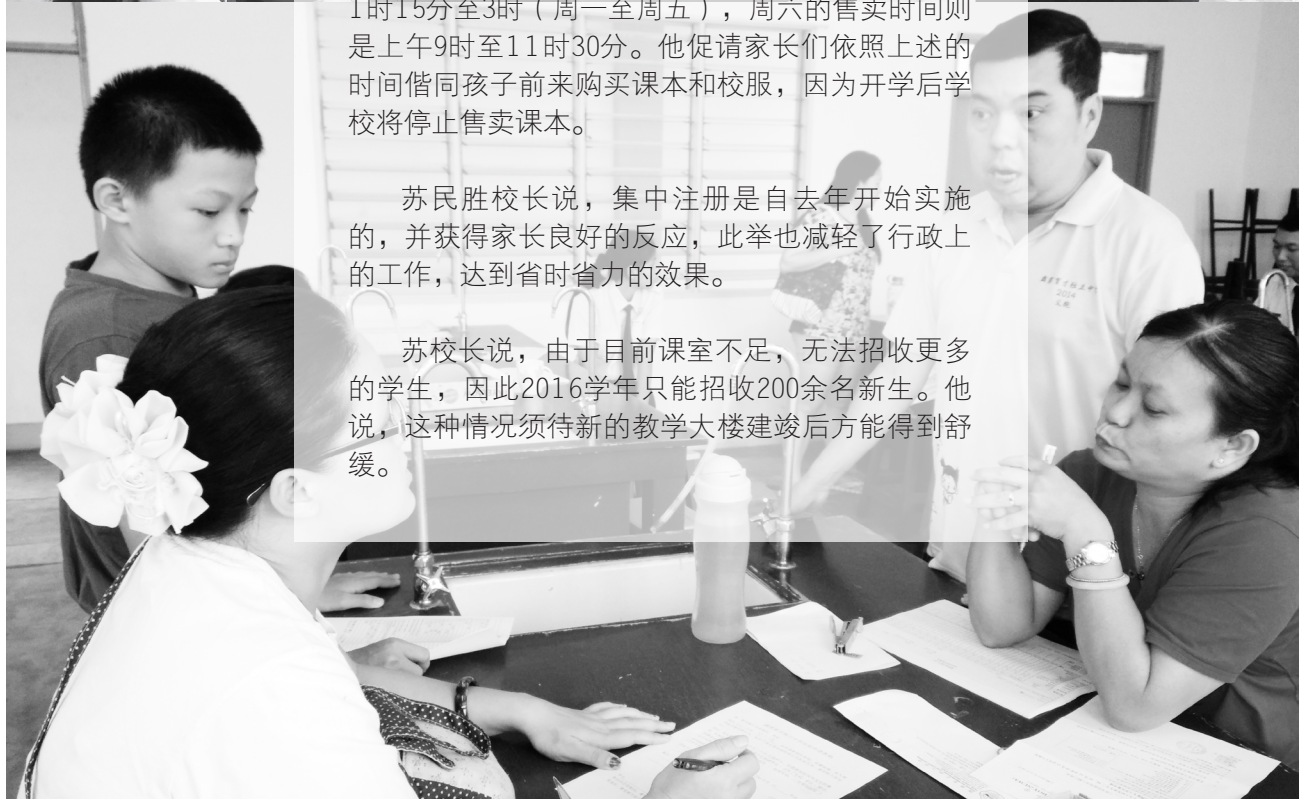 1时15分至3时（周一至周五），周六的售卖时间则
是上午9时至11时30分。他促请家长们依照上述的
时间偕同孩子前来购买课本和校服，因为开学后学
校将停止售卖课本。
苏民胜校长说，集中注册是自去年开始实施
的，并获得家长良好的反应，此举也减轻了行政上
的工作，达到省时省力的效果。
苏校长说，由于目前课室不足，无法招收更多
的学生，因此2016学年只能招收200余名新生。他
说，这种情况须待新的教学大楼建竣后方能得到舒
缓。
2014